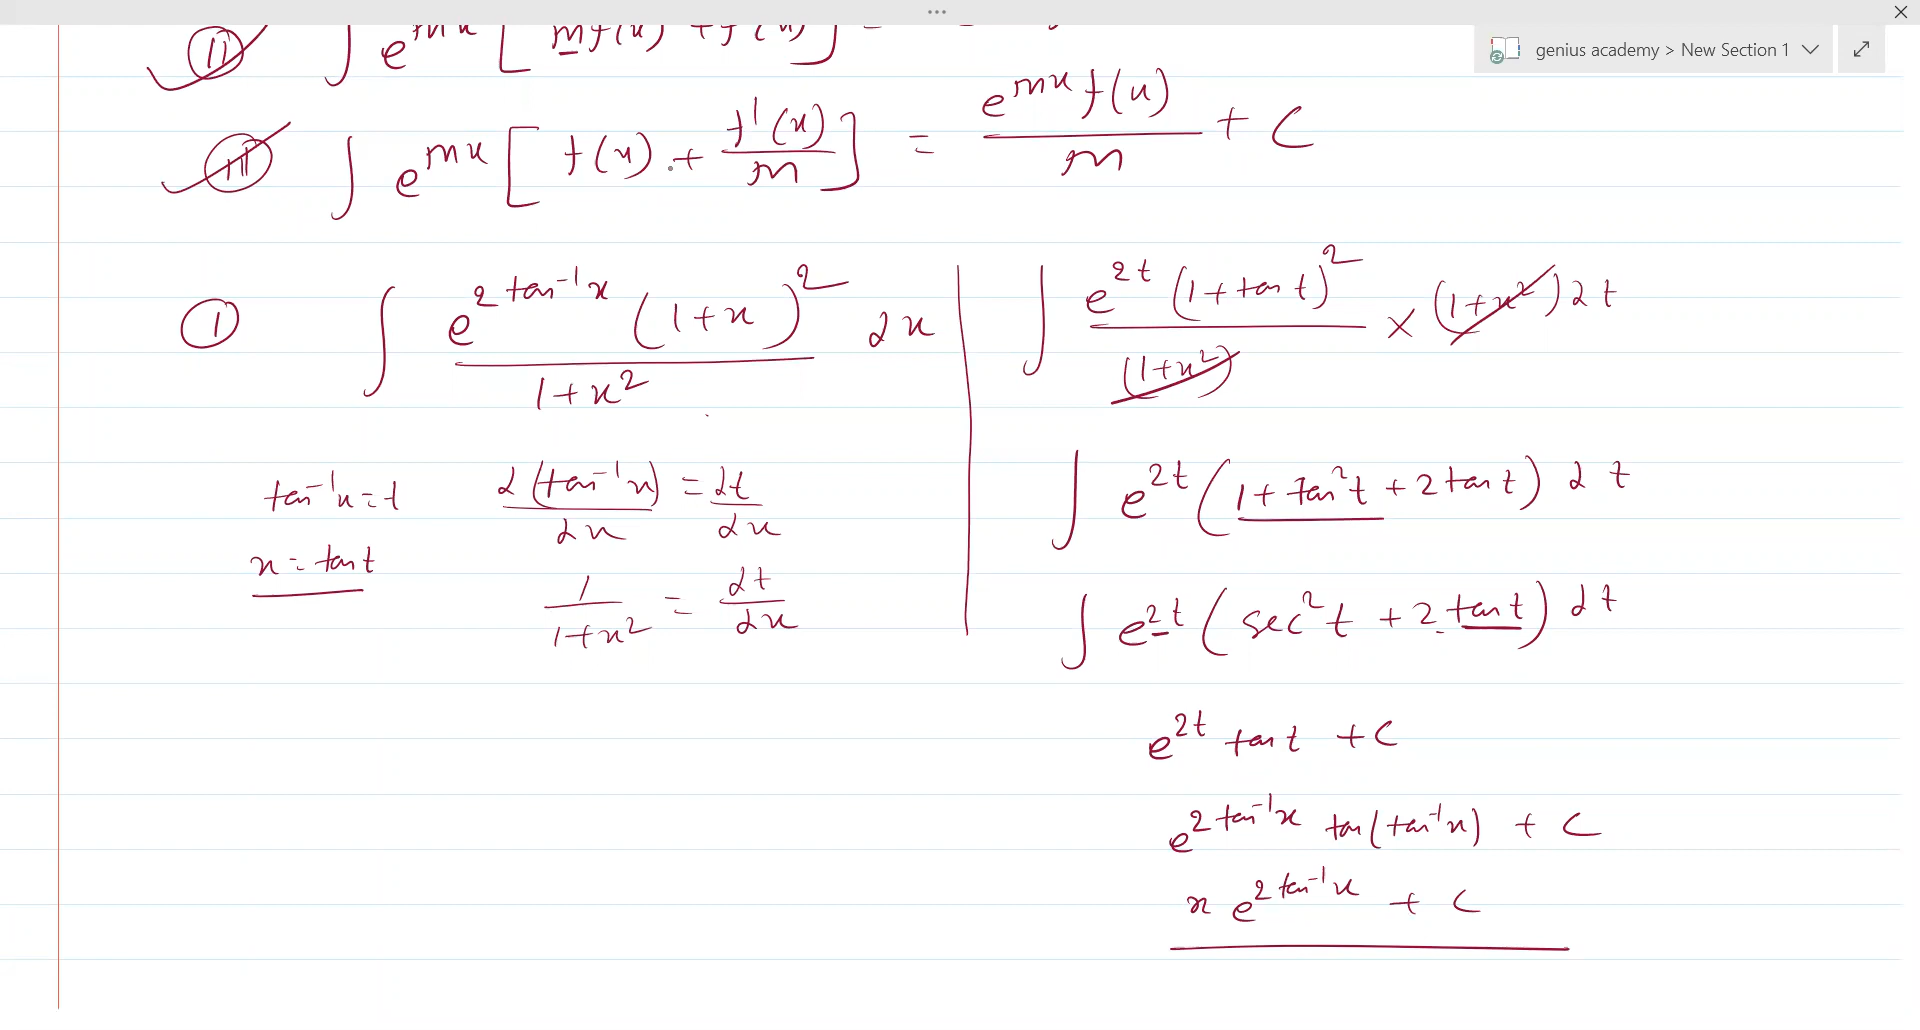 genius academy > New Section 1
(II) ∫ e^{mx} [ m f(x) + f'(x) ] =
(III) ∫ e^{mx} [ f(x) + f'(x)/m ] = e^{mx} f(x)/m + C
(1) ∫ e^{2 tan⁻¹x} (1+x)²/(1+x²) dx
tan⁻¹x = t
x = tan t
d(tan⁻¹x)/dx = dt/dx
1/(1+x²) = dt/dx
∫ e^{2t} (1+tan t)²/(1+x²) × (1+x²) dt
∫ e^{2t} (1+tan²t + 2 tan t) dt
∫ e^{2t} (sec²t + 2 tan t) dt
e^{2t} tan t + C
e^{2 tan⁻¹x} tan(tan⁻¹x) + C
x e^{2 tan⁻¹x} + C